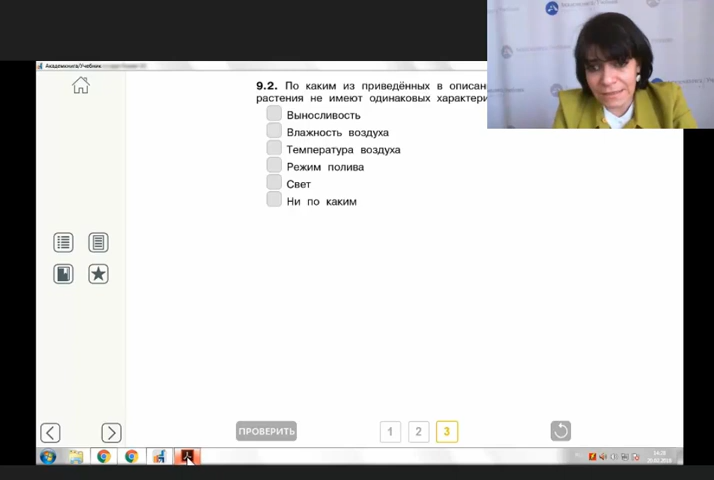 Академкнига/Учебник
9.2. По каким из приведённых в описан
растения не имеют одинаковых характери
Выносливость
Влажность воздуха
Температура воздуха
Режим полива
Свет
Ни по каким
ПРОВЕРИТЬ
1 2 3